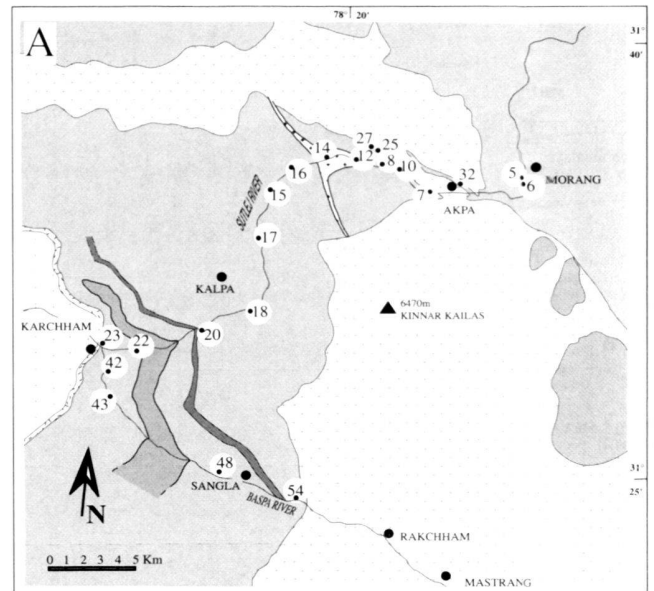 A
78° 20'
31°
40'
27
25
14
12
8
10
16
32
5
6
MORANG
15
7
AKPA
SUTLEJ RIVER
17
KALPA
6470m
KINNAR KAILAS
18
KARCHHAM
20
23
22
42
43
48
SANGLA
54
BASPA RIVER
31°
25'
N
RAKCHHAM
0 1 2 3 4 5 Km
MASTRANG